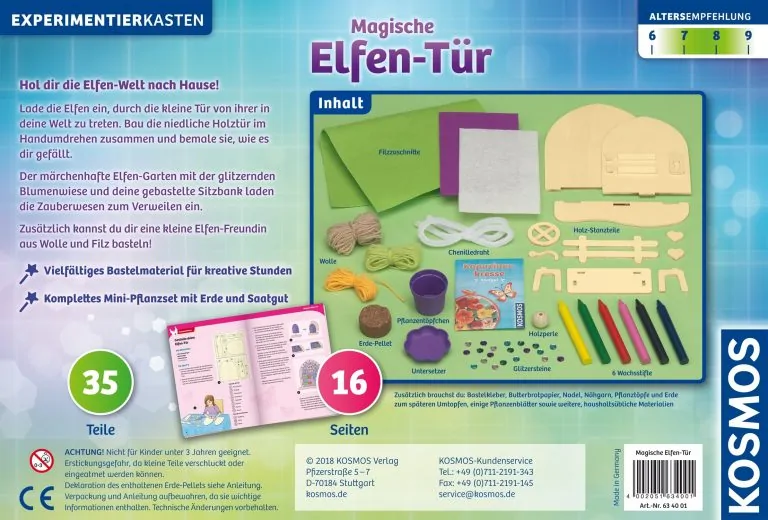 EXPERIMENTIERKASTEN
Magische
Elfen-Tür
ALTERSEMPFEHLUNG
6 7 8 9
Hol dir die Elfen-Welt nach Hause!
Lade die Elfen ein, durch die kleine Tür von ihrer in
deine Welt zu treten. Bau die niedliche Holztür im
Handumdrehen zusammen und bemale sie, wie es
dir gefällt.
Der märchenhafte Elfen-Garten mit der glitzernden
Blumenwiese und deine gebastelte Sitzbank laden
die Zauberwesen zum Verweilen ein.
Zusätzlich kannst du dir eine kleine Elfen-Freundin
aus Wolle und Filz basteln!
Vielfältiges Bastelmaterial für kreative Stunden
Komplettes Mini-Pflanzset mit Erde und Saatgut
35
Teile
16
Seiten
Inhalt
Filzzuschnitte
Wolle
Chenilledraht
Holz-Stanzteile
Kapuziner-
kresse
KOSMOS
Pflanztöpfchen
Erde-Pellet
Untersetzer
Holzperle
Glitzersteine
6 Wachsstifte
Zusätzlich brauchst du: Bastelkleber, Butterbrotpapier, Nadel, Nähgarn, Pflanztopf und Erde
zum späteren Umtopfen, einige Pflanzenblätter sowie weitere, haushaltsübliche Materialien
0-3
ACHTUNG! Nicht für Kinder unter 3 Jahren geeignet.
Erstickungsgefahr, da kleine Teile verschluckt oder
eingeatmet werden können.
Deklaration des enthaltenen Erde-Pellets siehe Anleitung.
Verpackung und Anleitung aufbewahren, da sie wichtige
Informationen enthalten. Technische Änderungen vorbehalten.
CE
© 2018 KOSMOS Verlag
Pfizerstraße 5–7
D-70184 Stuttgart
kosmos.de
KOSMOS-Kundenservice
Tel.: +49 (0)711-2191-343
Fax: +49 (0)711-2191-145
service@kosmos.de
Made in Germany
Magische Elfen-Tür
4 002051 634001
Art.-Nr. 63 40 01
KOSMOS